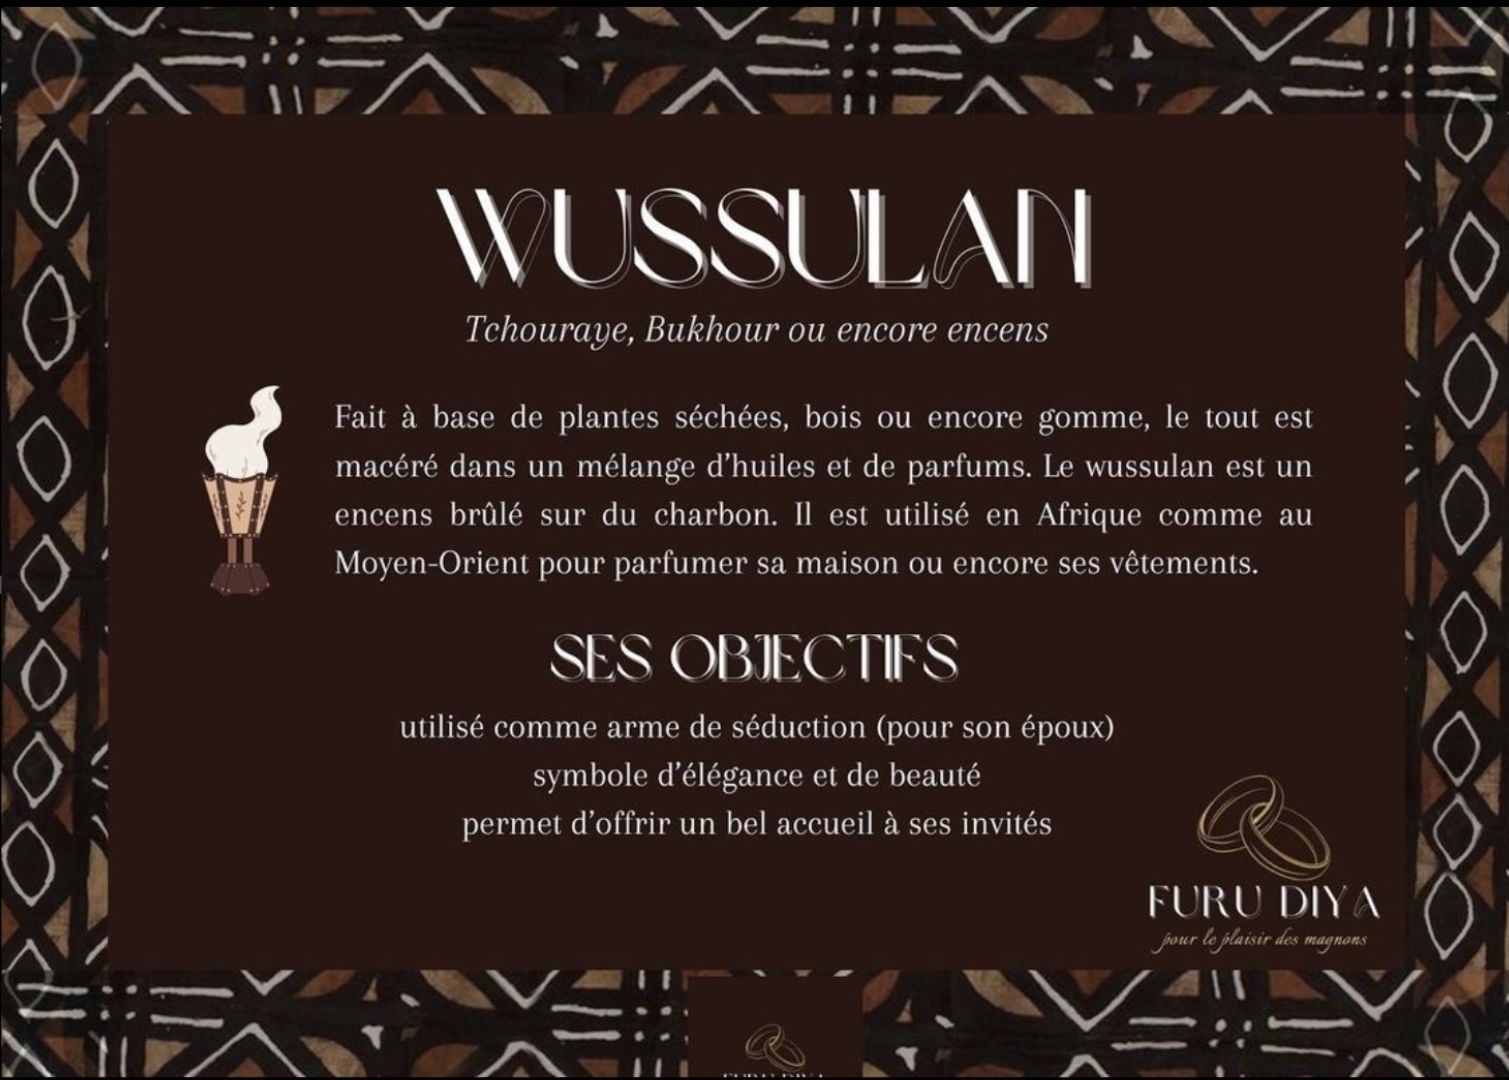 WUSSULAN
Tchouraye, Bukhour ou encore encens
Fait à base de plantes séchées, bois ou encore gomme, le tout est
macéré dans un mélange d’huiles et de parfums. Le wussulan est un
encens brûlé sur du charbon. Il est utilisé en Afrique comme au
Moyen-Orient pour parfumer sa maison ou encore ses vêtements.
SES OBJECTIFS
utilisé comme arme de séduction (pour son époux)
symbole d’élégance et de beauté
permet d’offrir un bel accueil à ses invités
FURU DIYA
pour le plaisir des magnons
FURU DIYA